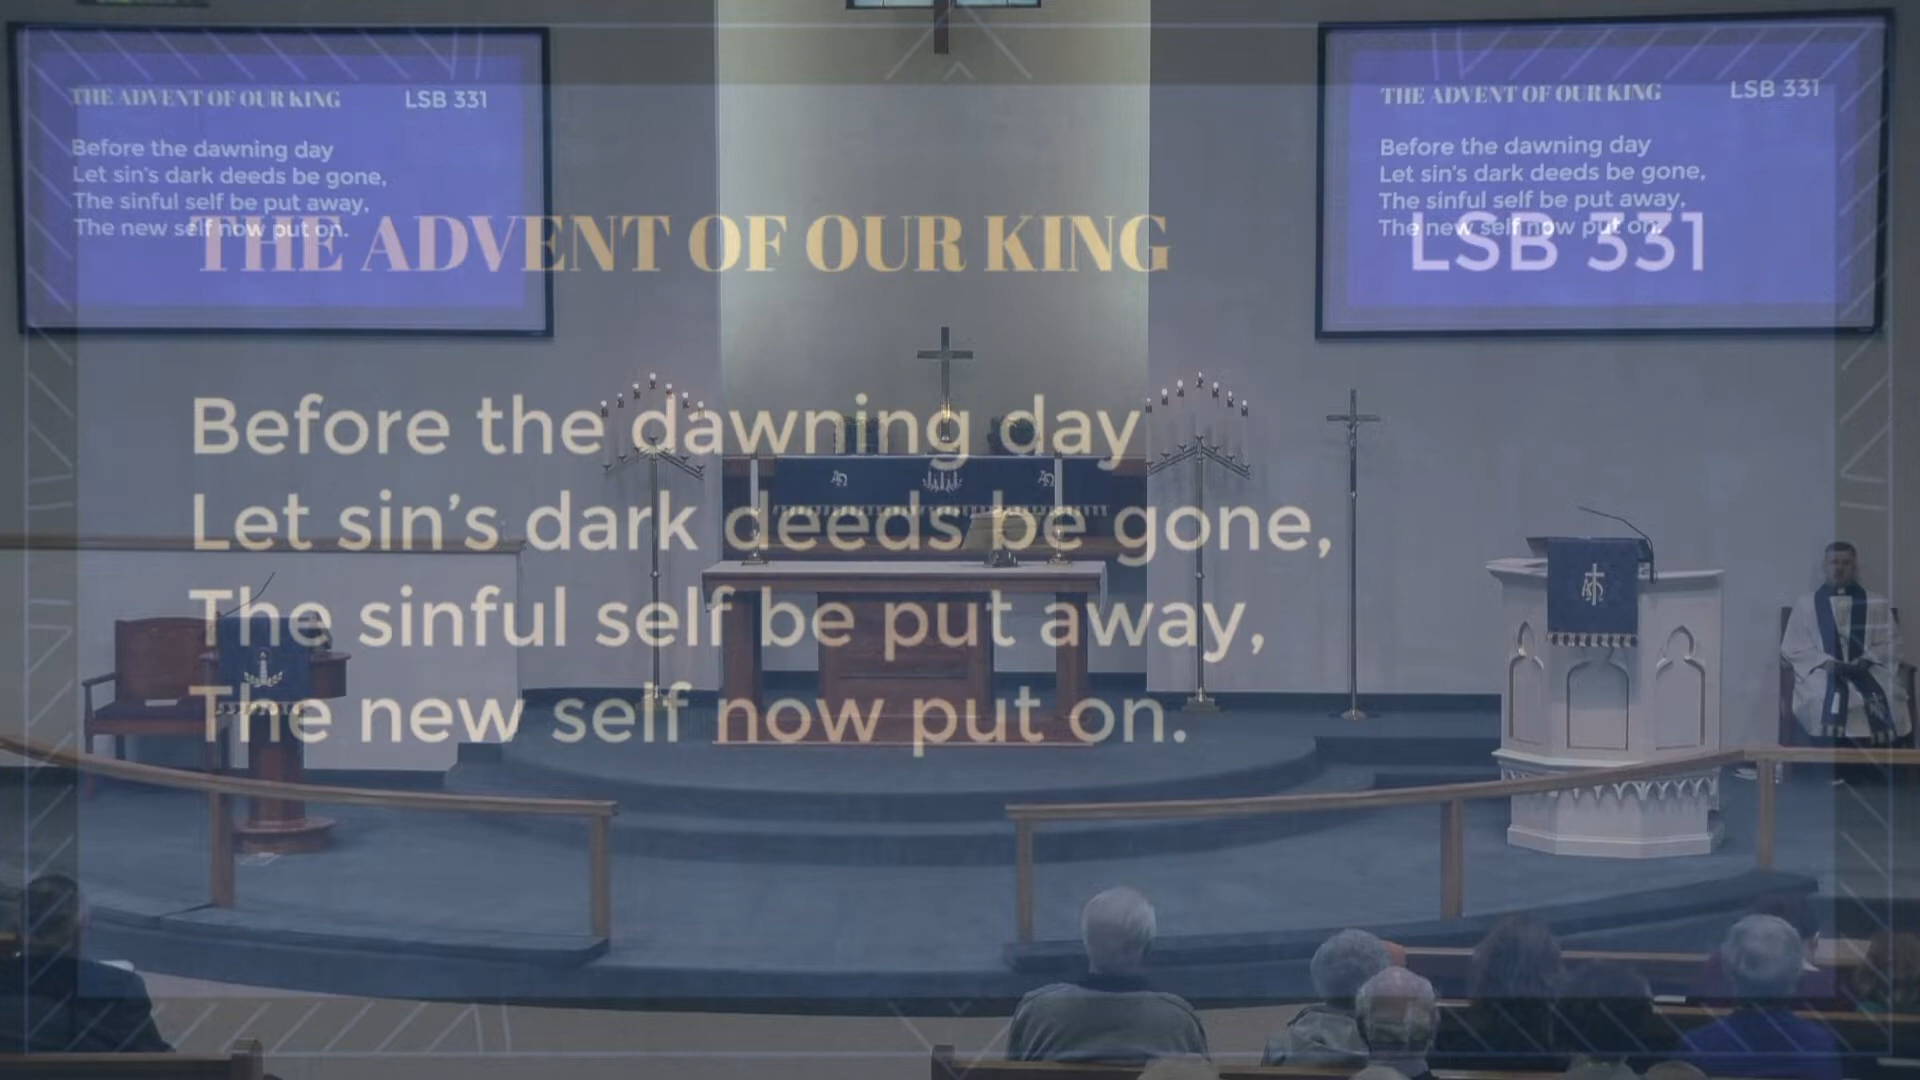 THE ADVENT OF OUR KING LSB 331
Before the dawning day
Let sin's dark deeds be gone,
The sinful self be put away,
The new self now put on.
THE ADVENT OF OUR KING LSB 331
Before the dawning day
Let sin's dark deeds be gone,
The sinful self be put away,
The new self now put on.
THE ADVENT OF OUR KING LSB 331
Before the dawning day
Let sin’s dark deeds be gone,
The sinful self be put away,
The new self now put on.
ΑΩ
ΑΩ
ΑΩ